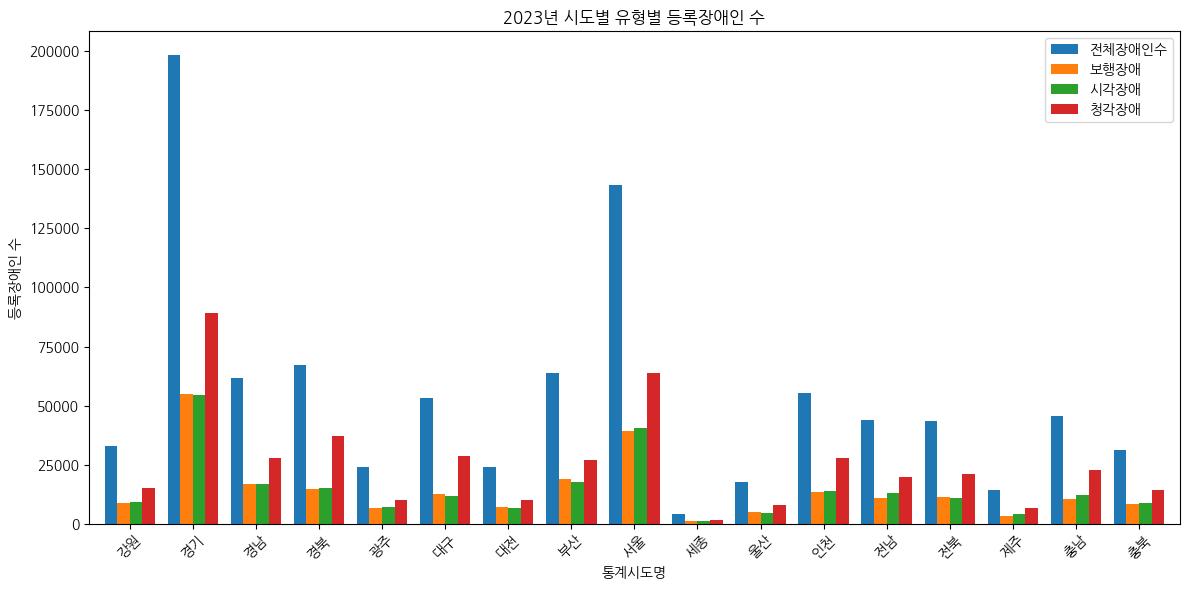 2023년 시도별 유형별 등록장애인 수
전체장애인수
보행장애
시각장애
청각장애
등록장애인 수
200000
175000
150000
125000
100000
75000
50000
25000
0
강원
경기
경남
경북
광주
대구
대전
부산
서울
세종
울산
인천
전남
전북
제주
충남
충북
통계시도명